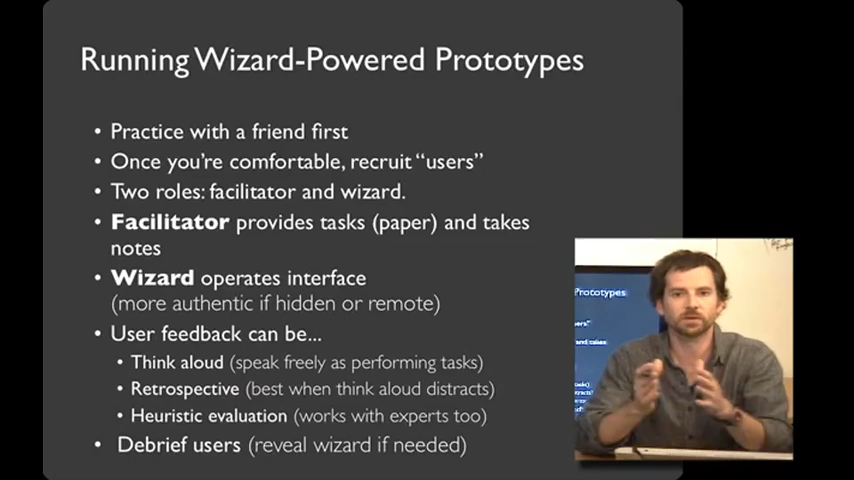 Running Wizard-Powered Prototypes
• Practice with a friend first
• Once you're comfortable, recruit “users”
• Two roles: facilitator and wizard.
• Facilitator provides tasks (paper) and takes
notes
• Wizard operates interface
(more authentic if hidden or remote)
• User feedback can be...
• Think aloud (speak freely as performing tasks)
• Retrospective (best when think aloud distracts)
• Heuristic evaluation (works with experts too)
• Debrief users (reveal wizard if needed)
Prototypes
and takes